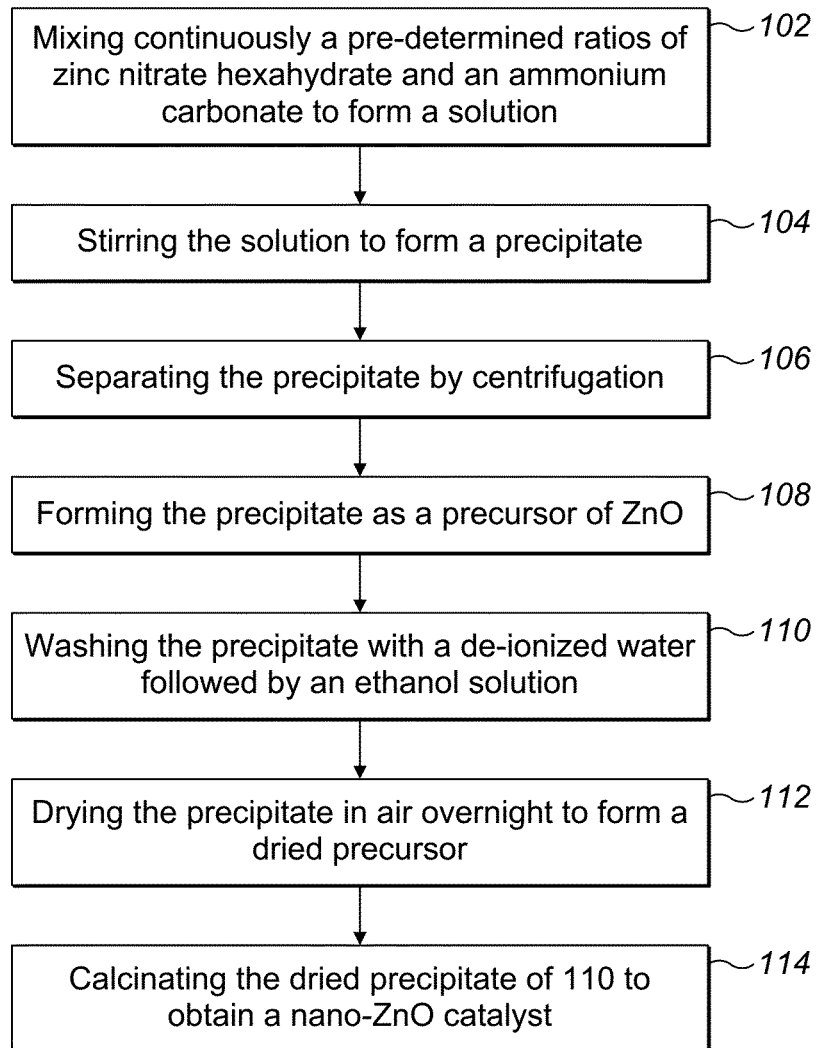 Mixing continuously a pre-determined ratios of
zinc nitrate hexahydrate and an ammonium
carbonate to form a solution
102
Stirring the solution to form a precipitate
104
Separating the precipitate by centrifugation
106
Forming the precipitate as a precursor of ZnO
108
Washing the precipitate with a de-ionized water
followed by an ethanol solution
110
Drying the precipitate in air overnight to form a
dried precursor
112
Calcinating the dried precipitate of 110 to
obtain a nano-ZnO catalyst
114